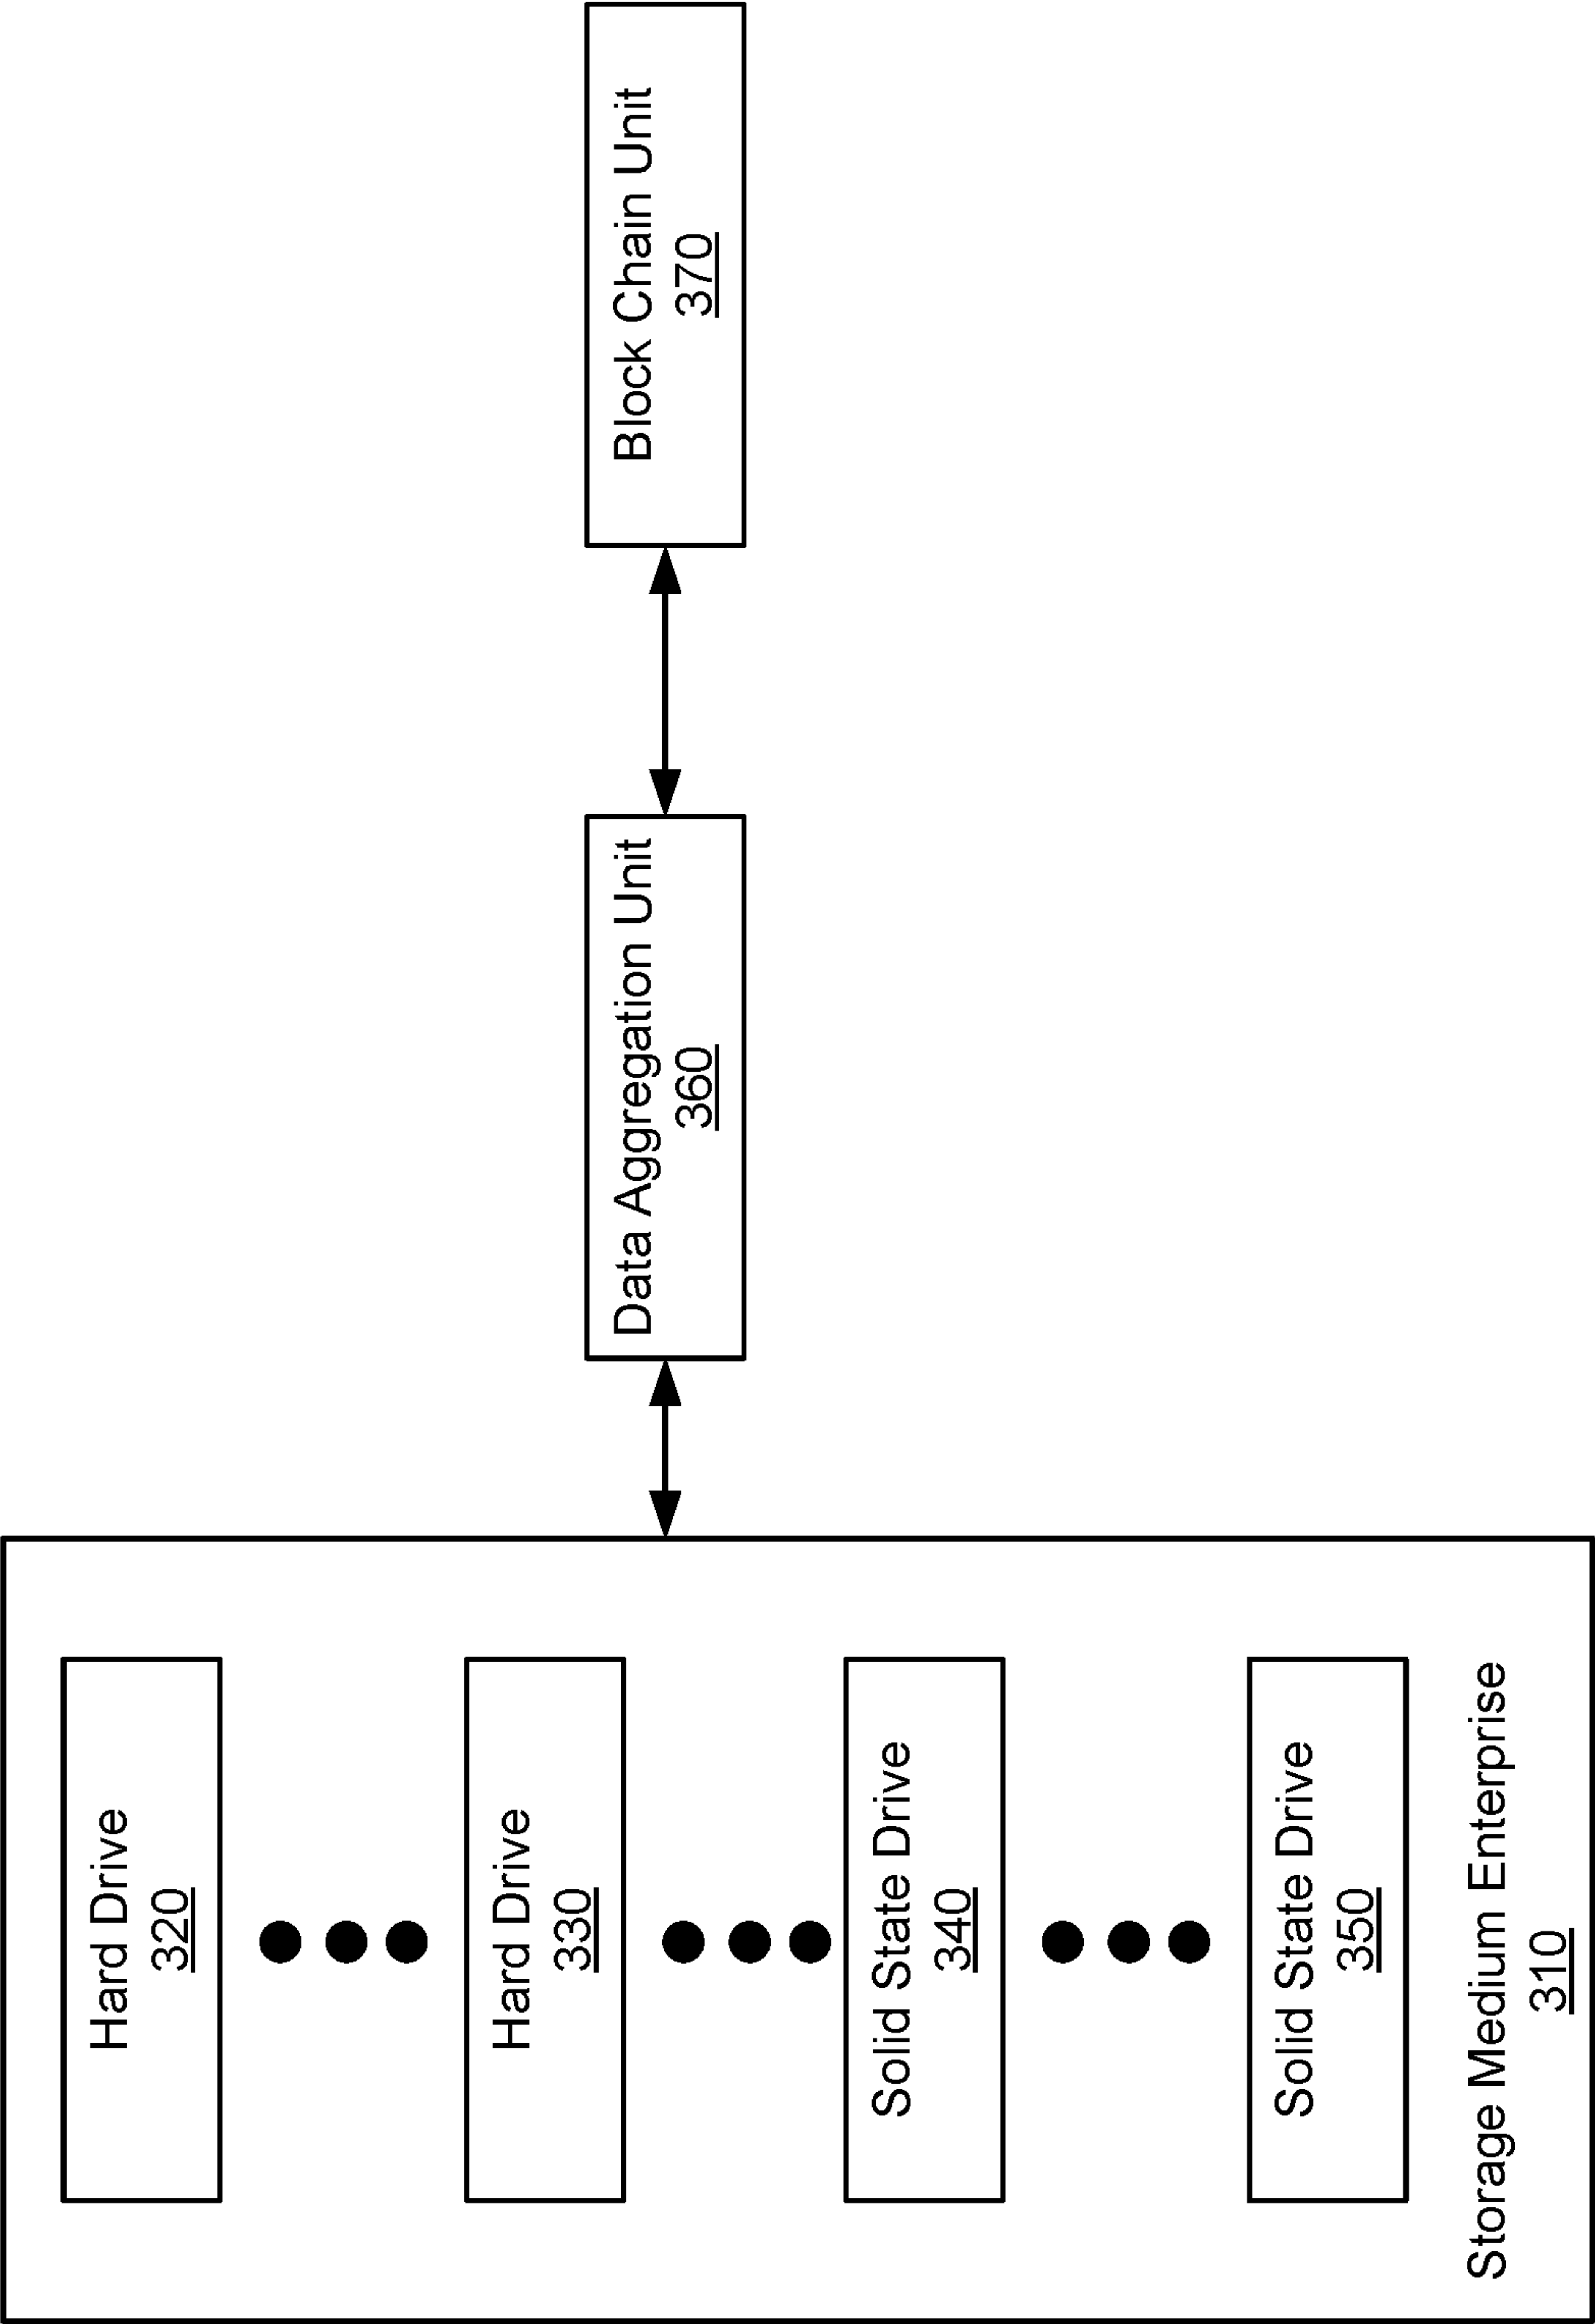 Hard Drive
320
Hard Drive
330
Solid State Drive
340
Solid State Drive
350
Storage Medium Enterprise
310
Data Aggregation Unit
360
Block Chain Unit
370